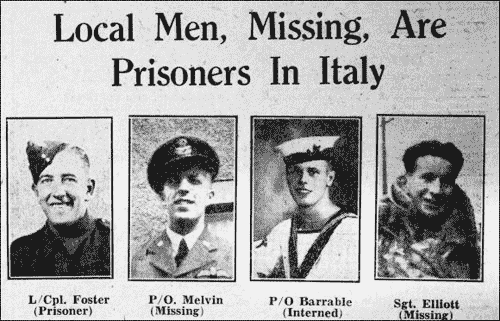 Local Men, Missing, Are
Prisoners In Italy
L/Cpl. Foster
(Prisoner)
P/O. Melvin
(Missing)
P/O Barrable
(Interned)
Sgt. Elliott
(Missing)